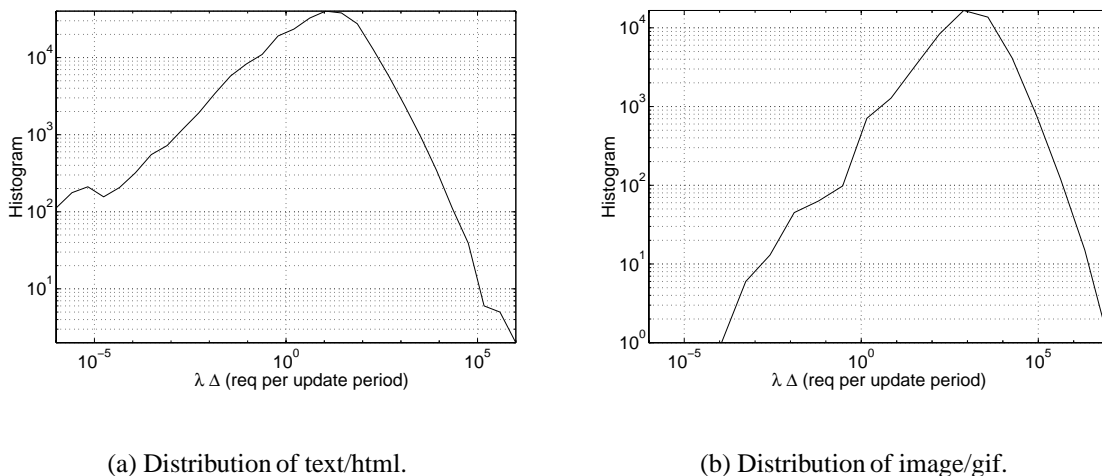 10^4
10^3
10^2
10^1
Histogram
10^−5
10^0
10^5
λ Δ (req per update period)
(a) Distribution of text/html.
10^4
10^3
10^2
10^1
10^0
Histogram
10^−5
10^0
10^5
λ Δ (req per update period)
(b) Distribution of image/gif.